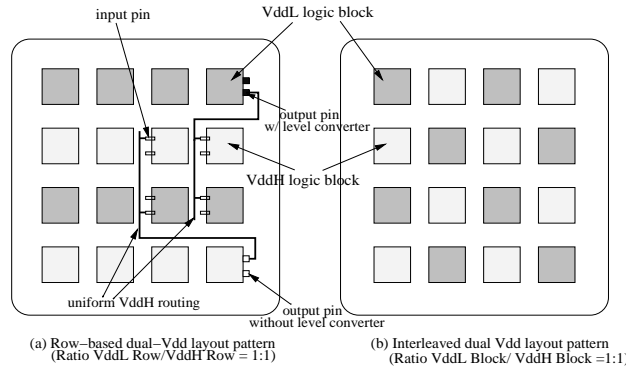 input pin
VddL logic block
output pin
w/ level converter
VddH logic block
uniform VddH routing
output pin
without level converter
(a) Row−based dual−Vdd layout pattern
(Ratio VddL Row/VddH Row = 1:1)
(b) Interleaved dual Vdd layout pattern
(Ratio VddL Block/ VddH Block =1:1)